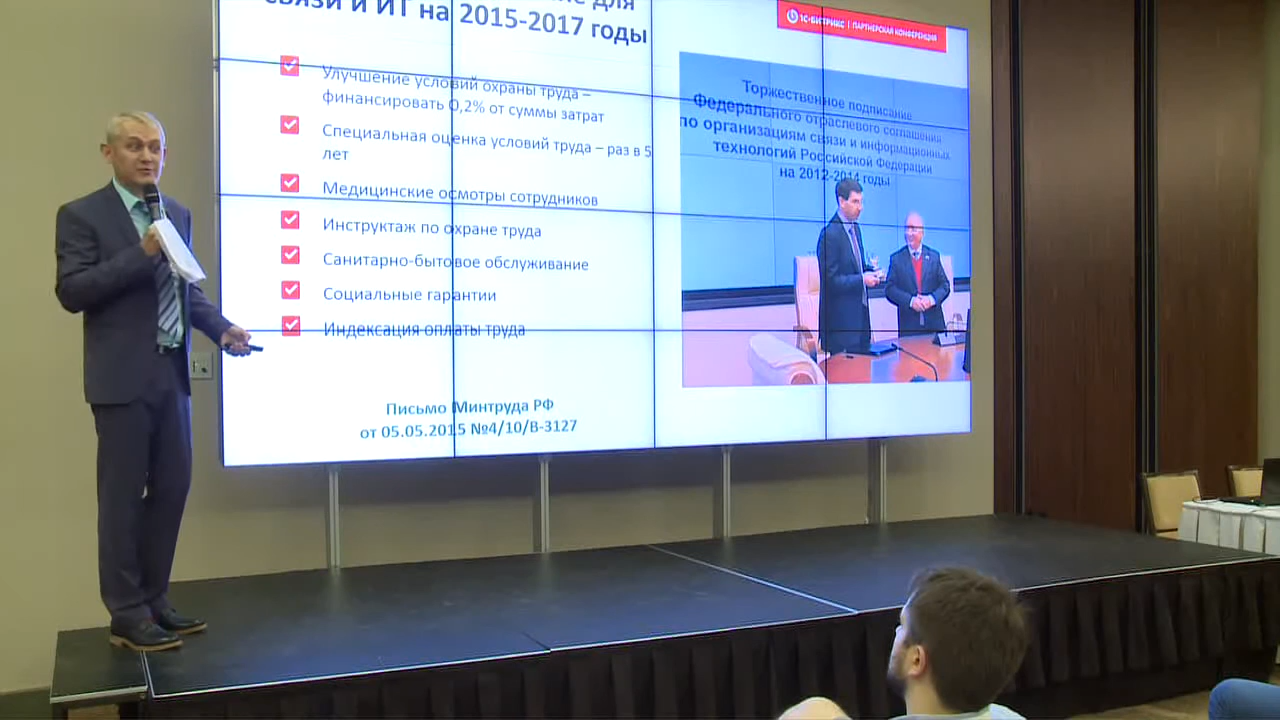 связи и ИТ на 2015-2017 годы
Улучшение условий охраны труда –
финансировать 0,2% от суммы затрат
Специальная оценка условий труда – раз в 5
лет
Медицинские осмотры сотрудников
Инструктаж по охране труда
Санитарно-бытовое обслуживание
Социальные гарантии
Индексация оплаты труда
Письмо Минтруда РФ
от 05.05.2015 №4/10/В-3127
1С-БИТРИКС | ПАРТНЕРСКАЯ КОНФЕРЕНЦИЯ
Торжественное подписание
Федерального отраслевого соглашения
по организациям связи и информационных
технологий Российской Федерации
на 2012-2014 годы